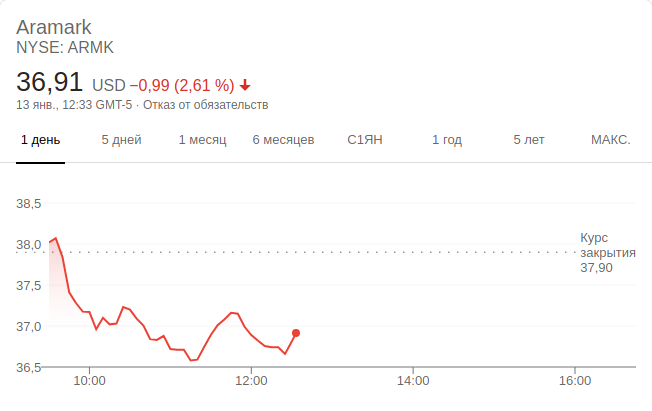 Aramark
NYSE: ARMK
36,91 USD −0,99 (2,61 %)
13 янв., 12:33 GMT-5 · Отказ от обязательств
1 день 5 дней 1 месяц 6 месяцев С1ЯН 1 год 5 лет МАКС.
38,5
38,0
37,5
37,0
36,5
Курс
закрытия
37,90
10:00 12:00 14:00 16:00